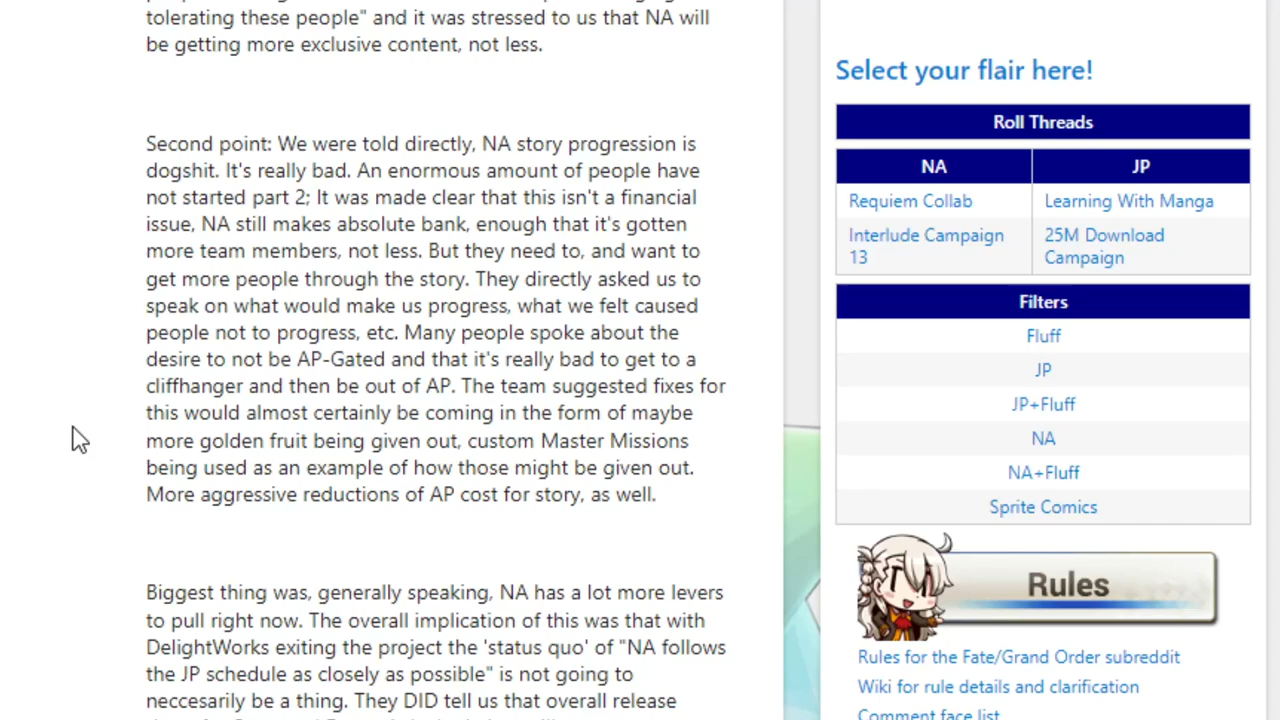 tolerating these people" and it was stressed to us that NA will
be getting more exclusive content, not less.
Second point: We were told directly, NA story progression is
dogshit. It's really bad. An enormous amount of people have
not started part 2; It was made clear that this isn't a financial
issue, NA still makes absolute bank, enough that it's gotten
more team members, not less. But they need to, and want to
get more people through the story. They directly asked us to
speak on what would make us progress, what we felt caused
people not to progress, etc. Many people spoke about the
desire to not be AP-Gated and that it's really bad to get to a
cliffhanger and then be out of AP. The team suggested fixes for
this would almost certainly be coming in the form of maybe
more golden fruit being given out, custom Master Missions
being used as an example of how those might be given out.
More aggressive reductions of AP cost for story, as well.
Biggest thing was, generally speaking, NA has a lot more levers
to pull right now. The overall implication of this was that with
DelightWorks exiting the project the 'status quo' of "NA follows
the JP schedule as closely as possible" is not going to
neccesarily be a thing. They DID tell us that overall release
Select your flair here!
Roll Threads
NA JP
Requiem Collab Learning With Manga
Interlude Campaign 25M Download
13 Campaign
Filters
Fluff
JP
JP+Fluff
NA
NA+Fluff
Sprite Comics
Rules
Rules for the Fate/Grand Order subreddit
Wiki for rule details and clarification
Comment face list